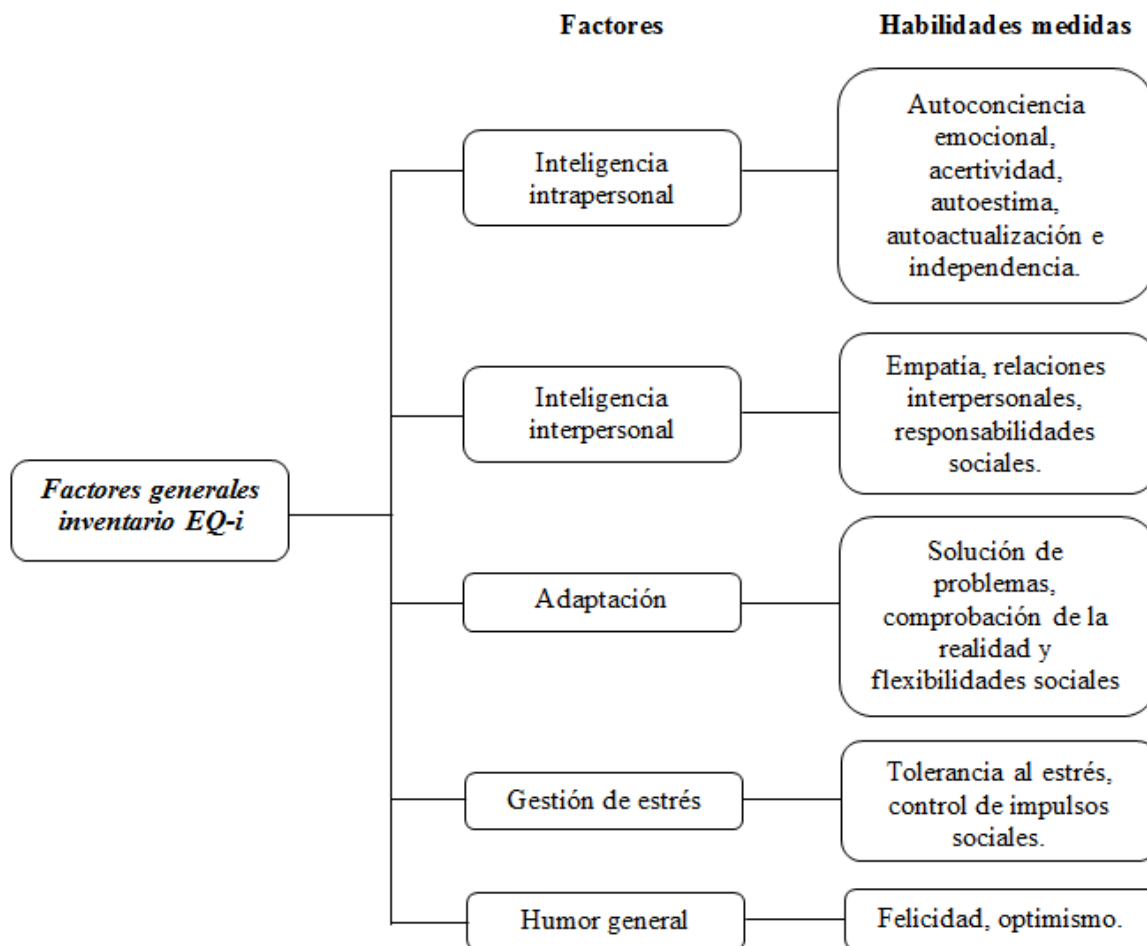 Factores
Habilidades medidas
Factores generales
inventario EQ-i
Inteligencia
intrapersonal
Autoconciencia
emocional,
acertividad,
autoestima,
autoactualización e
independencia.
Inteligencia
interpersonal
Empatía, relaciones
interpersonales,
responsabilidades
sociales.
Adaptación
Solución de
problemas,
comprobación de la
realidad y
flexibilidades sociales
Gestión de estrés
Tolerancia al estrés,
control de impulsos
sociales.
Humor general
Felicidad, optimismo.